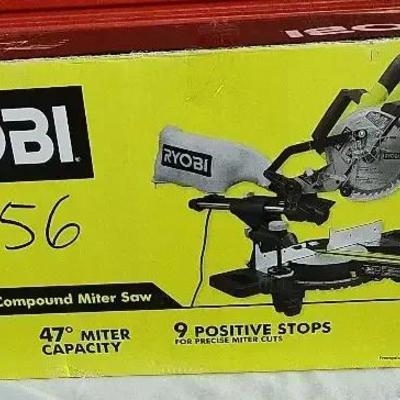 OBI
RYOBI
56
Compound Miter Saw
47° MITER
CAPACITY
9 POSITIVE STOPS
FOR PRECISE MITER CUTS